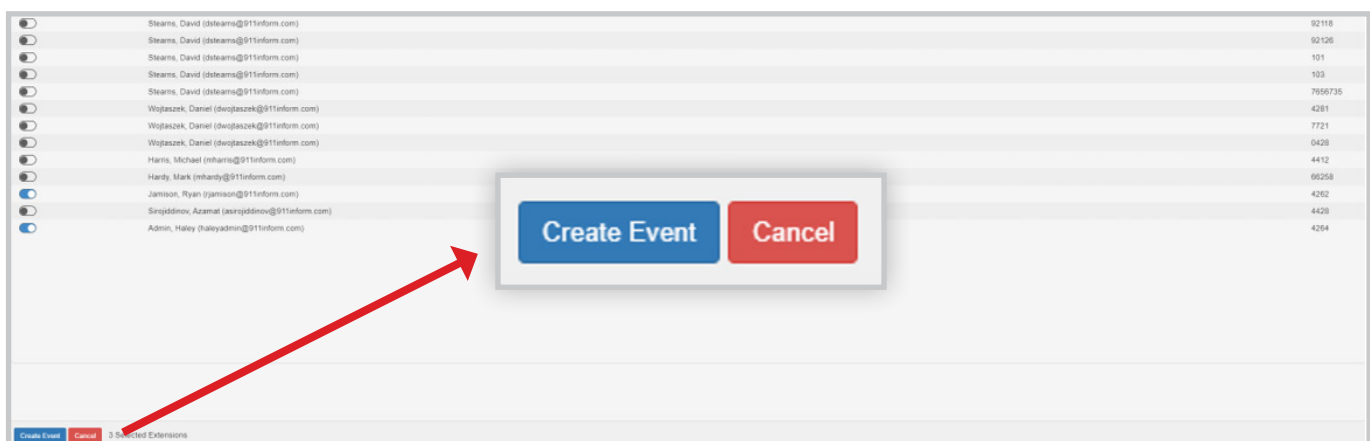 Stearns, David (dstearns@911inform.com) 92118
Stearns, David (dstearns@911inform.com) 92126
Stearns, David (dstearns@911inform.com) 101
Stearns, David (dstearns@911inform.com) 103
Stearns, David (dstearns@911inform.com) 7656735
Wojtaszek, Daniel (dwojtaszek@911inform.com) 4281
Wojtaszek, Daniel (dwojtaszek@911inform.com) 7721
Wojtaszek, Daniel (dwojtaszek@911inform.com) 0428
Harris, Michael (mharris@911inform.com) 4412
Hardy, Mark (mhardy@911inform.com) 66258
Jamison, Ryan (rjamison@911inform.com) 4262
Sirojiddinov, Azamat (asirojiddinov@911inform.com) 4428
Admin, Haley (haleyadmin@911inform.com) 4264
Create Event Cancel
Create Event Cancel 3 Selected Extensions